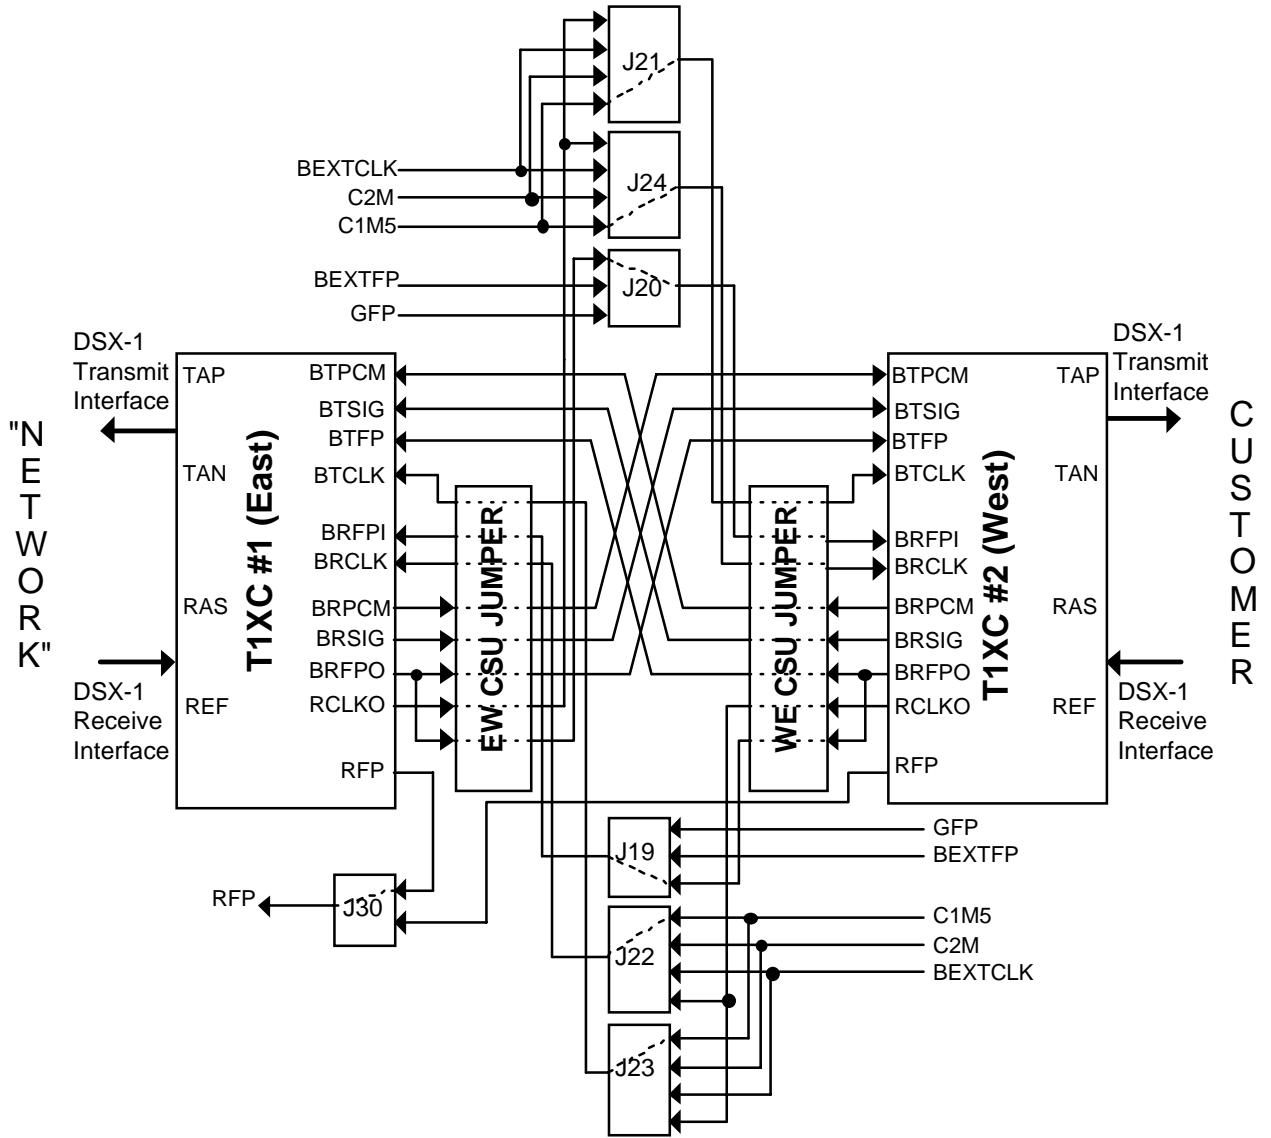 J21
BEXTCLK
C2M
C1M5
J24
BEXTFP
GFP
J20
DSX-1
Transmit
Interface
"NETWORK"
DSX-1
Receive
Interface
TAP
TAN
RAS
REF
T1XC #1 (East)
BTPCM
BTSIG
BTFP
BTCLK
BRFPI
BRCLK
BRPCM
BRSIG
BRFPO
RCLKO
RFP
EW CSU JUMPER
WE CSU JUMPER
BTPCM
BTSIG
BTFP
BTCLK
BRFPI
BRCLK
BRPCM
BRSIG
BRFPO
RCLKO
RFP
T1XC #2 (West)
TAP
TAN
RAS
REF
DSX-1
Transmit
Interface
CUSTOMER
DSX-1
Receive
Interface
RFP
J30
J19
GFP
BEXTFP
J22
C1M5
C2M
BEXTCLK
J23